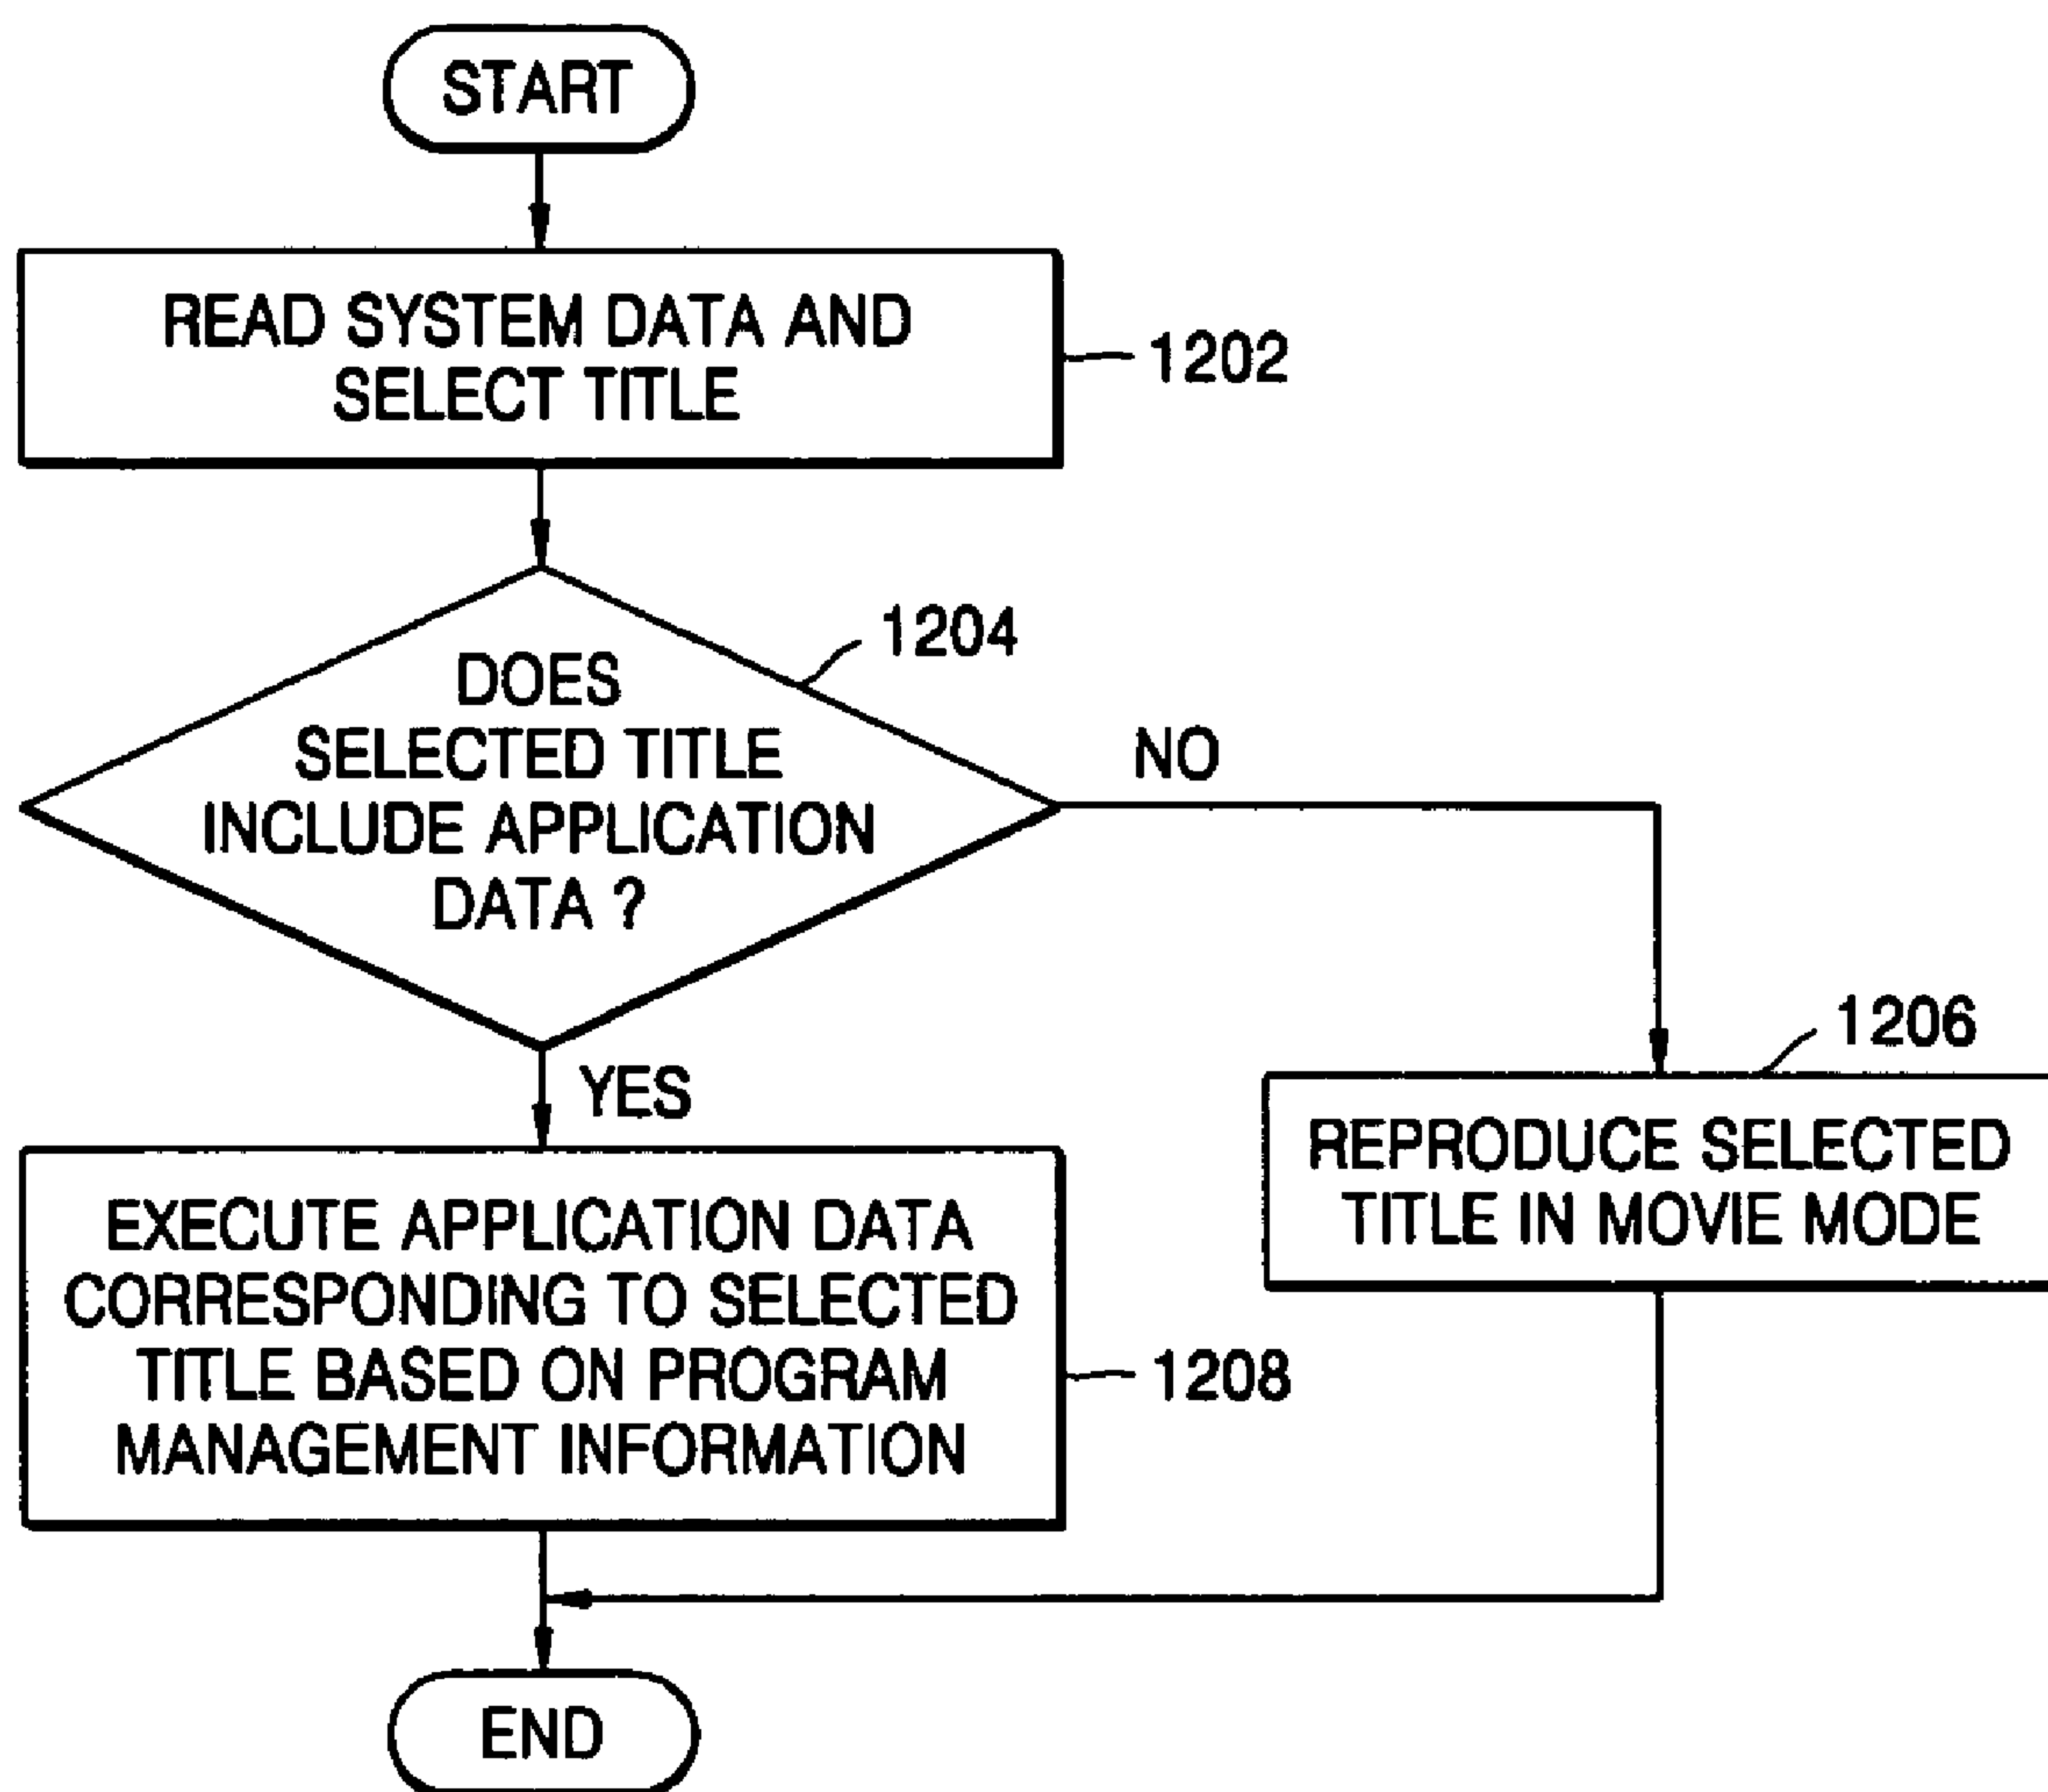 START
READ SYSTEM DATA AND
SELECT TITLE
1202
1204
DOES
SELECTED TITLE
INCLUDE APPLICATION
DATA ?
NO
YES
1206
REPRODUCE SELECTED
TITLE IN MOVIE MODE
EXECUTE APPLICATION DATA
CORRESPONDING TO SELECTED
TITLE BASED ON PROGRAM
MANAGEMENT INFORMATION
1208
END